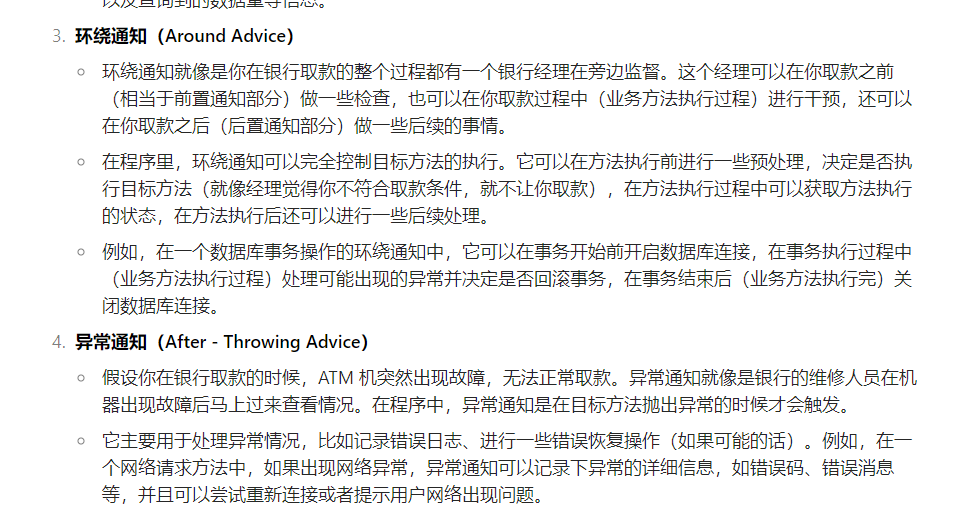 以及查询到的数据量等信息。
3. 环绕通知（Around Advice）
环绕通知就像是你在银行取款的整个过程都有一个银行经理在旁边监督。这个经理可以在你取款之前
（相当于前置通知部分）做一些检查，也可以在你取款过程中（业务方法执行过程）进行干预，还可以
在你取款之后（后置通知部分）做一些后续的事情。
在程序里，环绕通知可以完全控制目标方法的执行。它可以在方法执行前进行一些预处理，决定是否执
行目标方法（就像经理觉得你不符合取款条件，就不让你取款），在方法执行过程中可以获取方法执行
的状态，在方法执行后还可以进行一些后续处理。
例如，在一个数据库事务操作的环绕通知中，它可以在事务开始前开启数据库连接，在事务执行过程中
（业务方法执行过程）处理可能出现的异常并决定是否回滚事务，在事务结束后（业务方法执行完）关
闭数据库连接。
4. 异常通知（After - Throwing Advice）
假设你在银行取款的时候，ATM 机突然出现故障，无法正常取款。异常通知就像是银行的维修人员在机
器出现故障后马上过来查看情况。在程序中，异常通知是在目标方法抛出异常的时候才会触发。
它主要用于处理异常情况，比如记录错误日志、进行一些错误恢复操作（如果可能的话）。例如，在一
个网络请求方法中，如果出现网络异常，异常通知可以记录下异常的详细信息，如错误码、错误消息
等，并且可以尝试重新连接或者提示用户网络出现问题。